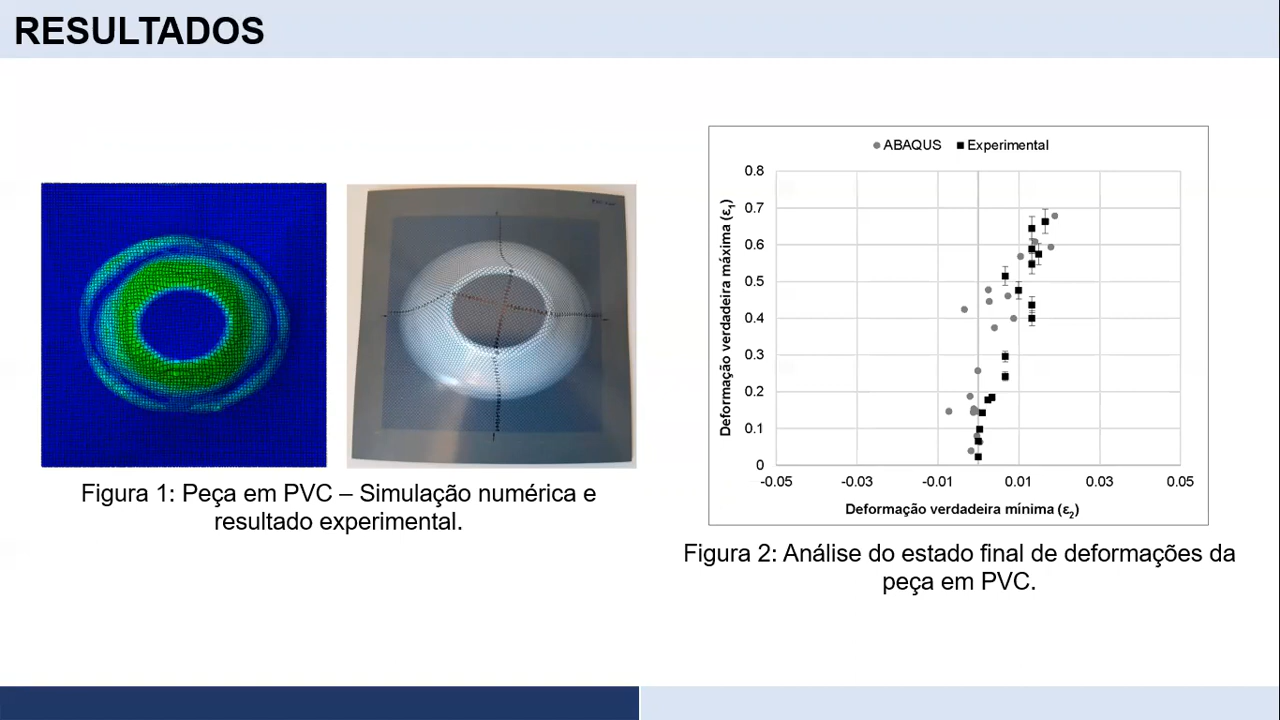 RESULTADOS
Figura 1: Peça em PVC – Simulação numérica e
resultado experimental.
ABAQUS Experimental
Deformação verdadeira máxima (ε1)
0.8
0.7
0.6
0.5
0.4
0.3
0.2
0.1
0
-0.05 -0.03 -0.01 0.01 0.03 0.05
Deformação verdadeira mínima (ε2)
Figura 2: Análise do estado final de deformações da
peça em PVC.